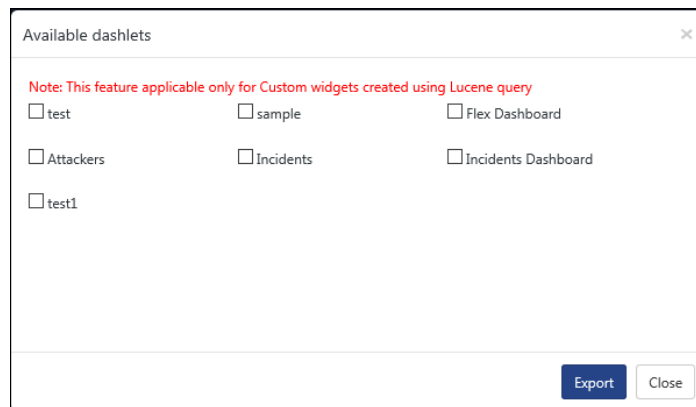 Available dashlets ×
Note: This feature applicable only for Custom widgets created using Lucene query
test sample Flex Dashboard
Attackers Incidents Incidents Dashboard
test1
Export Close